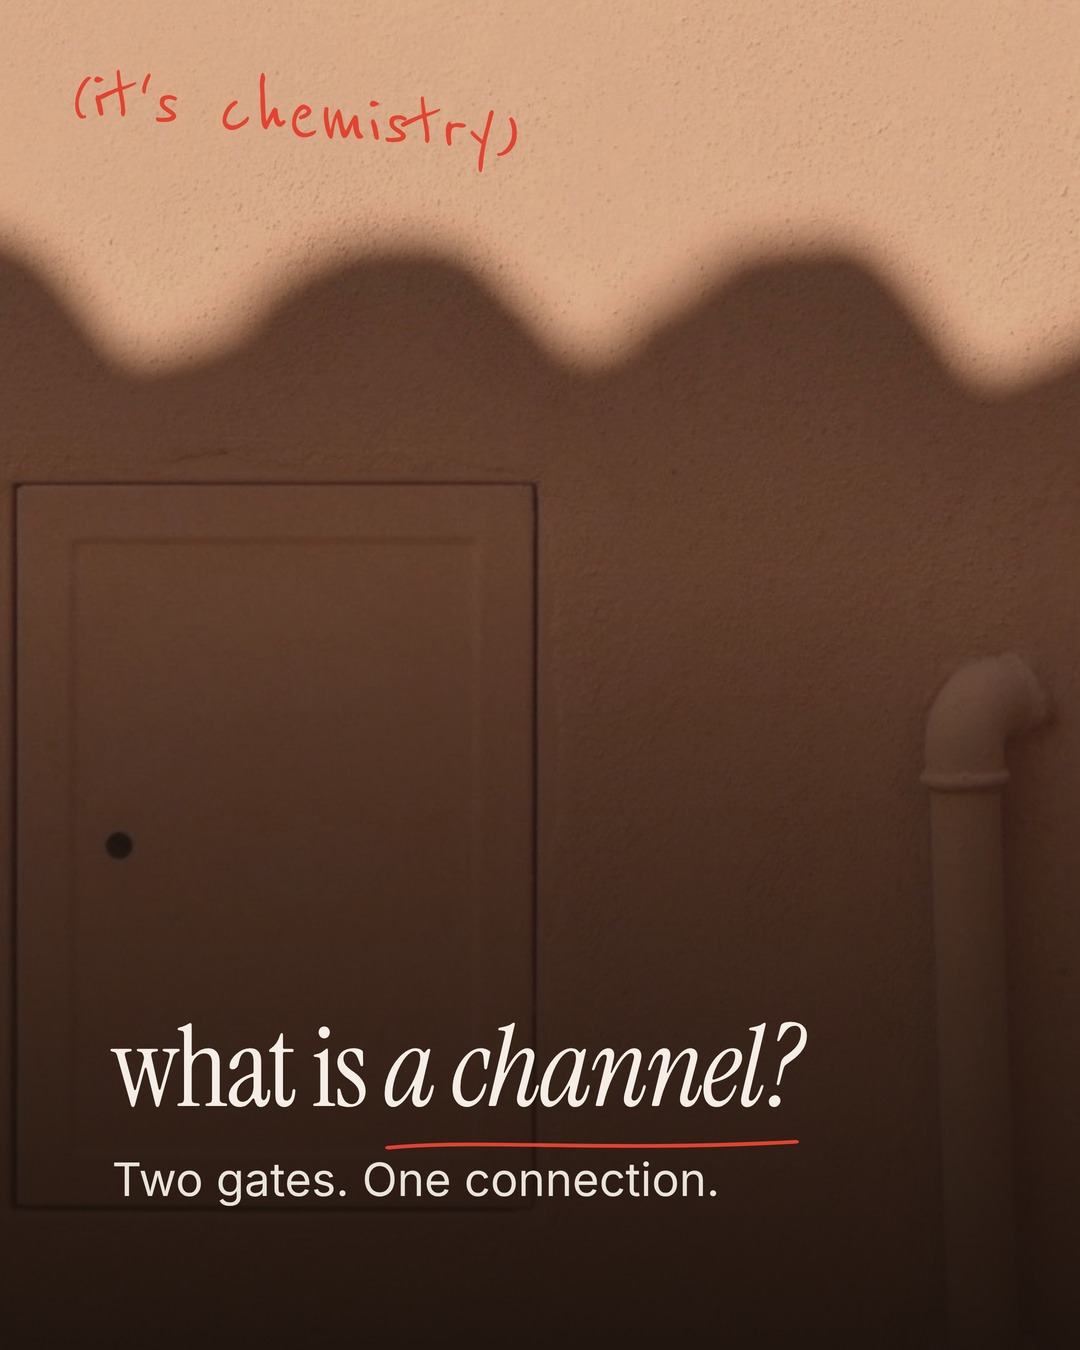 (it's chemistry)
what is a channel?
Two gates. One connection.